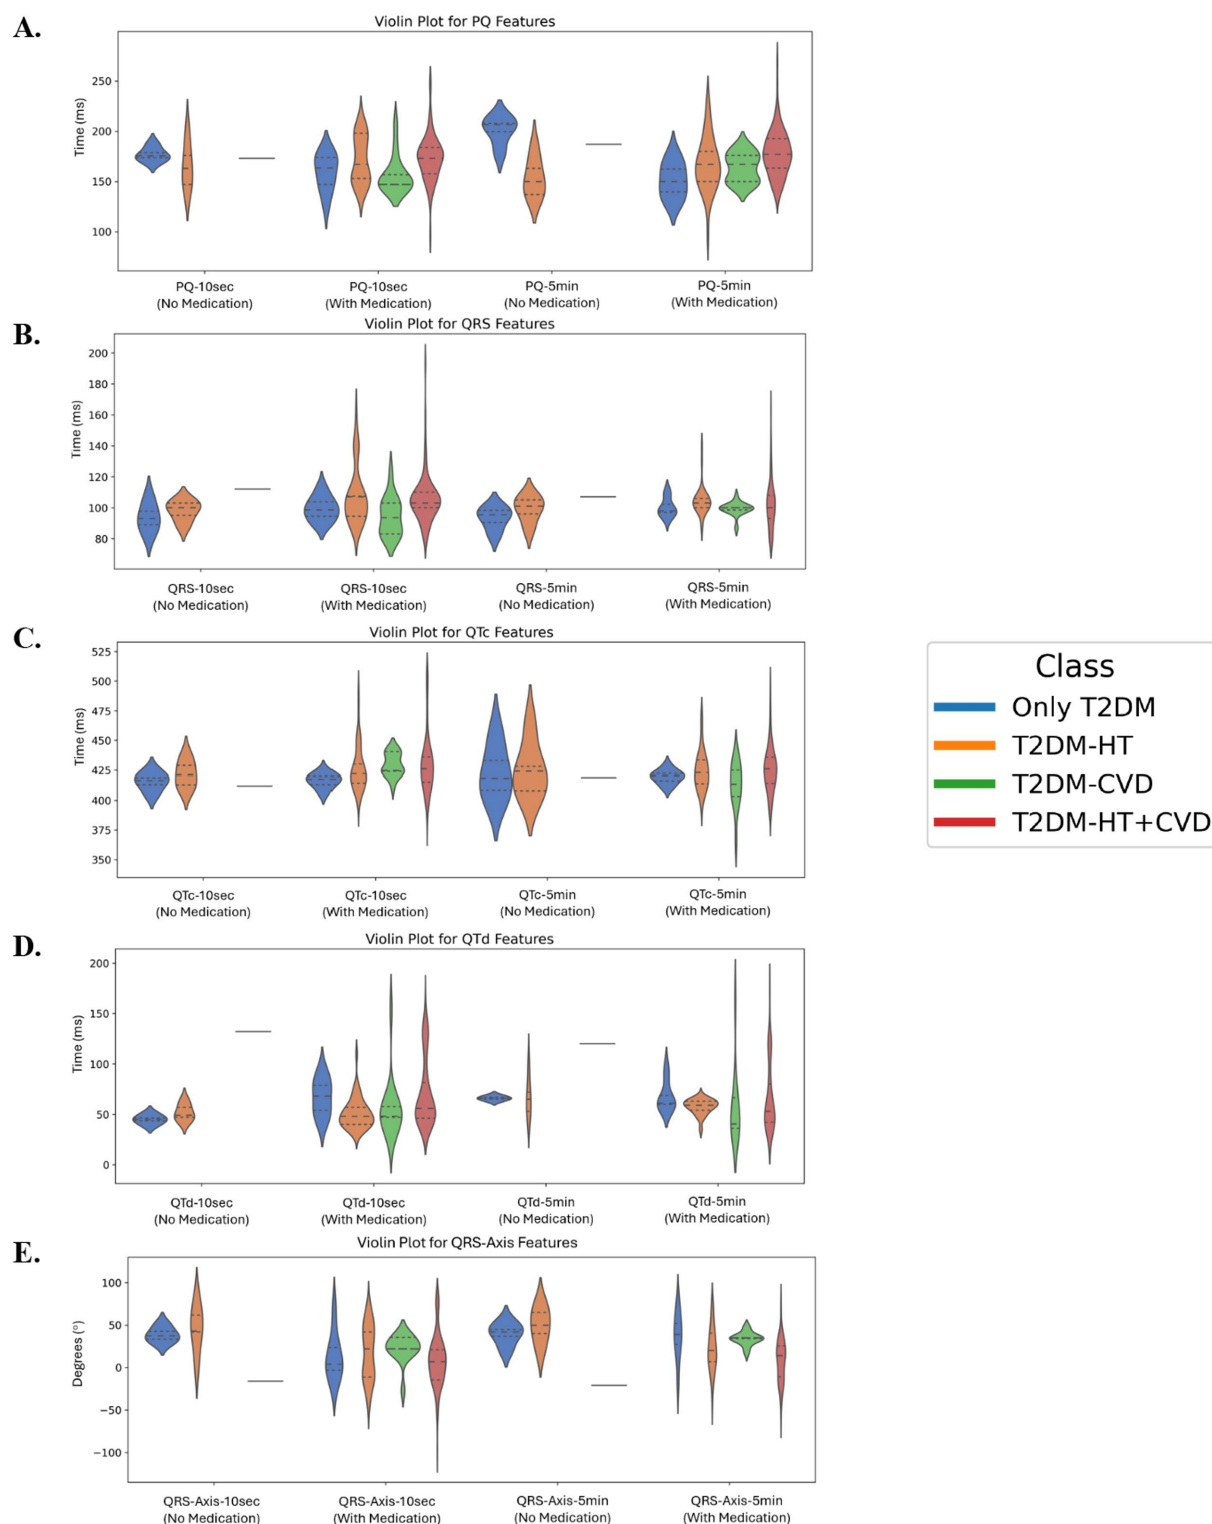 A.
Violin Plot for PQ Features
Time (ms)
250
200
150
100
PQ-10sec
(No Medication)
PQ-10sec
(With Medication)
PQ-5min
(No Medication)
PQ-5min
(With Medication)
B.
Violin Plot for QRS Features
Time (ms)
200
180
160
140
120
100
80
QRS-10sec
(No Medication)
QRS-10sec
(With Medication)
QRS-5min
(No Medication)
QRS-5min
(With Medication)
C.
Violin Plot for QTc Features
Time (ms)
525
500
475
450
425
400
375
350
QTc-10sec
(No Medication)
QTc-10sec
(With Medication)
QTc-5min
(No Medication)
QTc-5min
(With Medication)
Class
Only T2DM
T2DM-HT
T2DM-CVD
T2DM-HT+CVD
D.
Violin Plot for QTd Features
Time (ms)
200
150
100
50
0
QTd-10sec
(No Medication)
QTd-10sec
(With Medication)
QTd-5min
(No Medication)
QTd-5min
(With Medication)
E.
Violin Plot for QRS-Axis Features
Degrees (°)
100
50
0
−50
−100
QRS-Axis-10sec
(No Medication)
QRS-Axis-10sec
(With Medication)
QRS-Axis-5min
(No Medication)
QRS-Axis-5min
(With Medication)